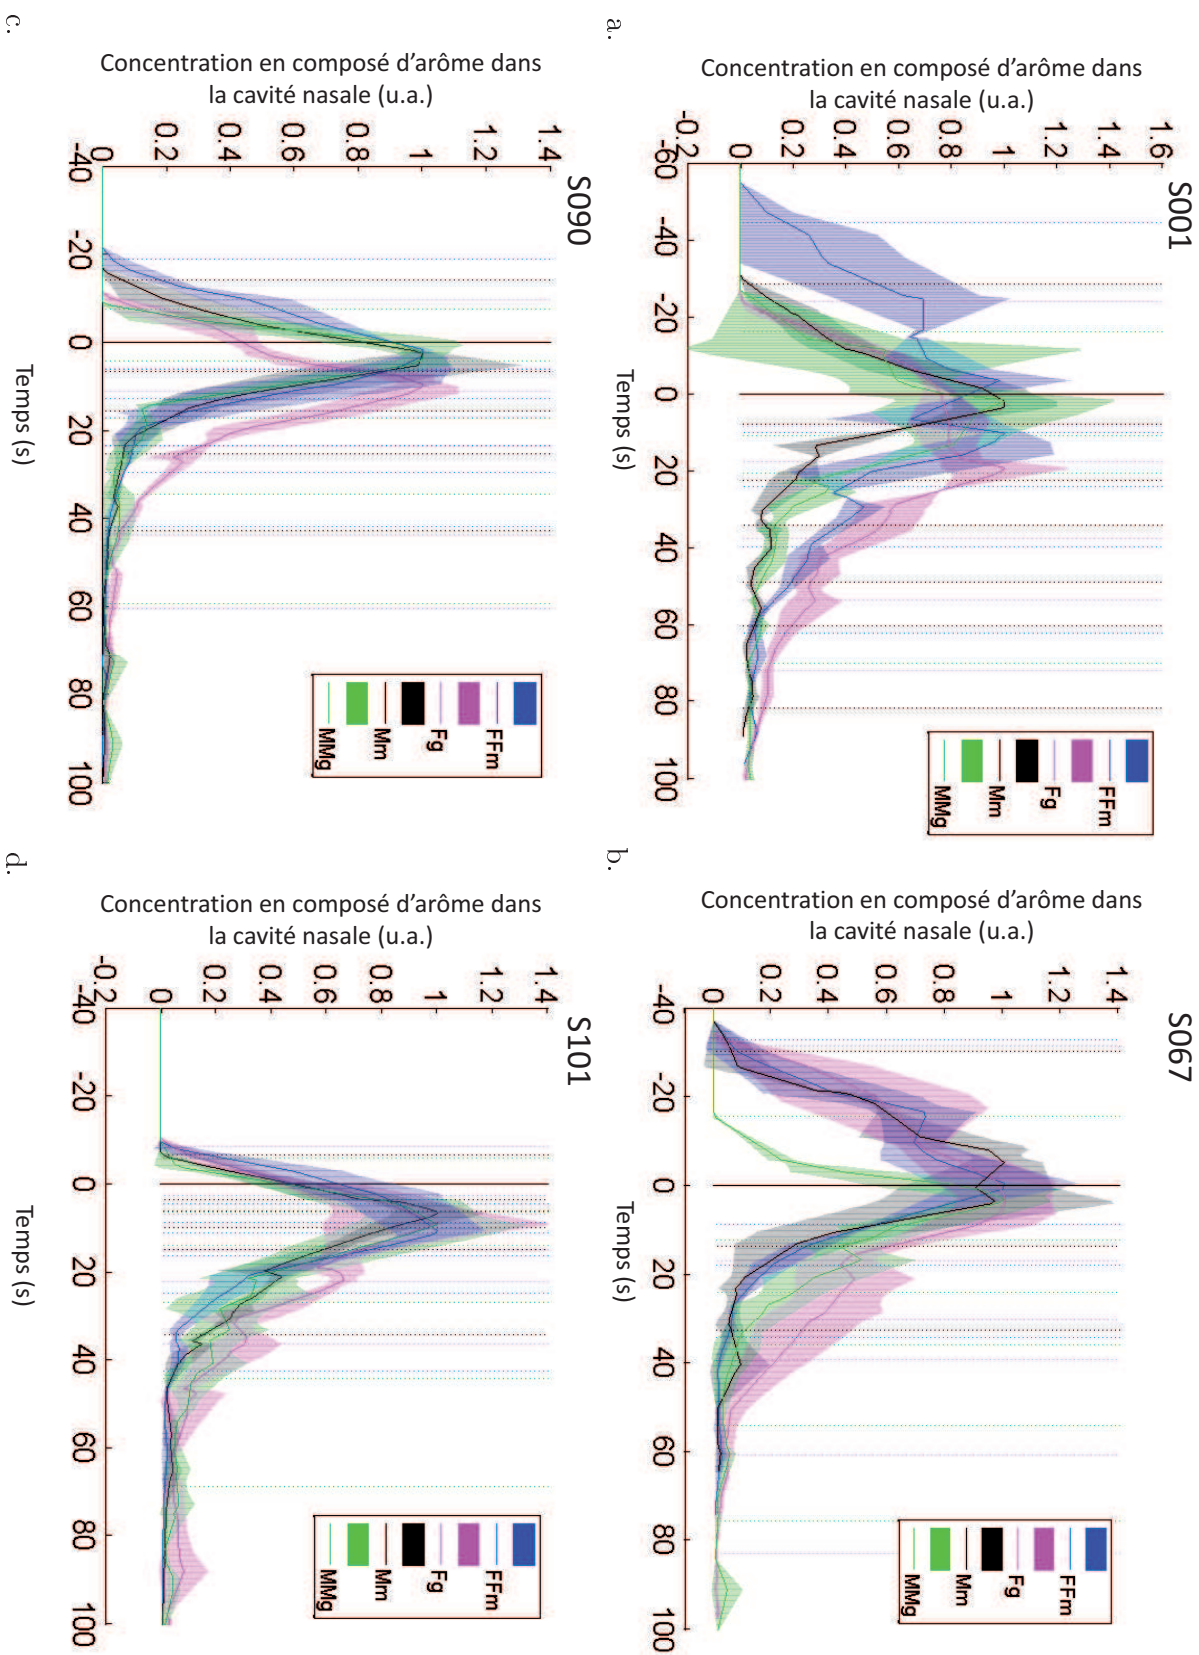 a.
Concentration en composé d'arôme dans
la cavité nasale (u.a.)
S001
1.6
1.4
1.2
1
0.8
0.6
0.4
0.2
0
-0.2
-60
-40
-20
0
20
40
60
80
100
Temps (s)
FFm
Fg
Mm
MMg
b.
Concentration en composé d'arôme dans
la cavité nasale (u.a.)
S067
1.4
1.2
1
0.8
0.6
0.4
0.2
0
-40
-20
0
20
40
60
80
100
Temps (s)
FFm
Fg
Mm
MMg
c.
Concentration en composé d'arôme dans
la cavité nasale (u.a.)
S090
1.4
1.2
1
0.8
0.6
0.4
0.2
0
-40
-20
0
20
40
60
80
100
Temps (s)
FFm
Fg
Mm
MMg
d.
Concentration en composé d'arôme dans
la cavité nasale (u.a.)
S101
1.4
1.2
1
0.8
0.6
0.4
0.2
0
-0.2
-40
-20
0
20
40
60
80
100
Temps (s)
FFm
Fg
Mm
MMg